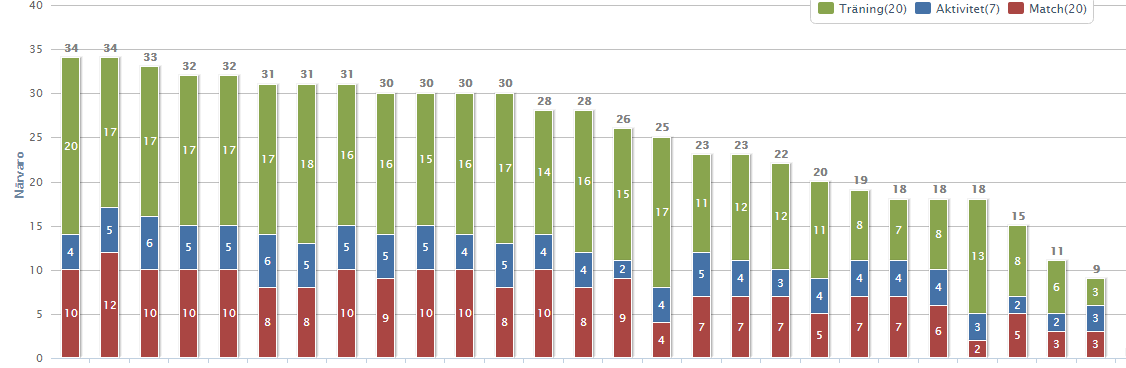 40
Träning(20) Aktivitet(7) Match(20)
34 34 33 32 32 31 31 31 30 30 30 30 28 28 26 25 23 23 22 20 19 18 18 18 15 11 9
35
30
25
20
15
10
5
0
Närvaro
20 17 17 17 17 17 18 16 16 15 16 17 14 16 15 17 11 12 12 11 8 7 8 13 8 6 3
4 5 6 5 5 6 5 5 5 5 4 5 4 4 2 4 5 4 3 4 4 4 4 3 2 2 3
10 12 10 10 10 8 8 10 9 10 10 8 10 8 9 4 7 7 7 5 7 7 6 2 5 3 3